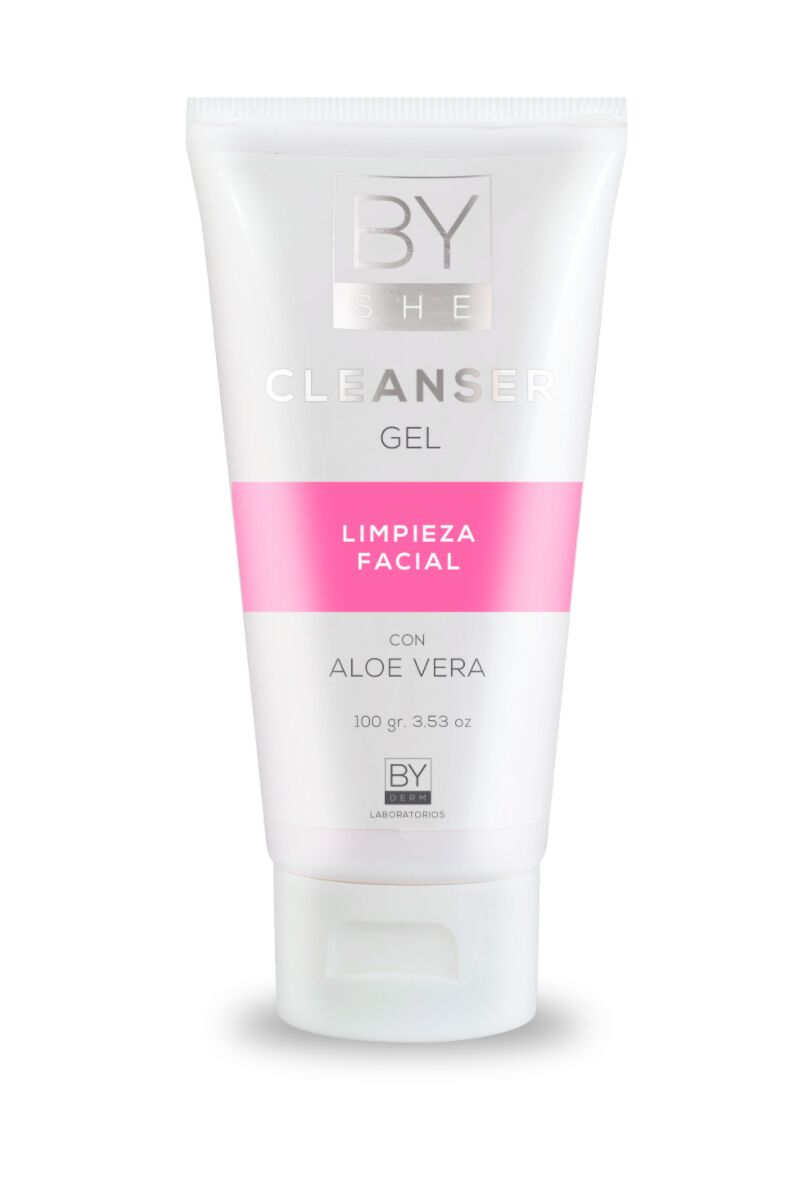 BY
SHE
CLEANSER
GEL
LIMPIEZA
FACIAL
CON
ALOE VERA
100 gr. 3.53 oz
BY
DERM
LABORATORIOS